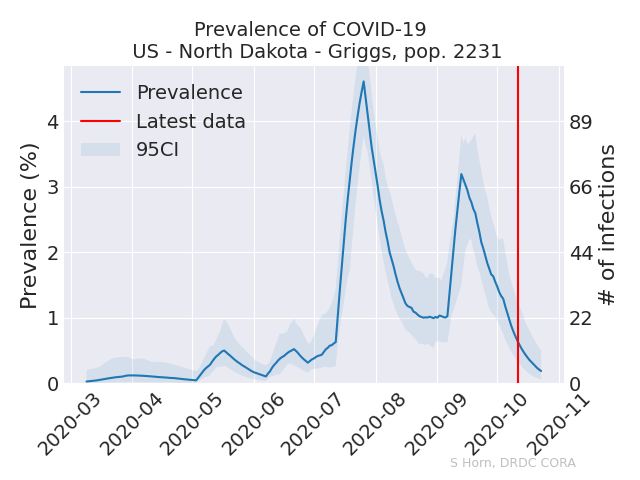 Prevalence of COVID-19
US - North Dakota - Griggs, pop. 2231
Prevalence
Latest data
95CI
Prevalence (%)
4
3
2
1
0
89
66
44
22
0
# of infections
2020-03
2020-04
2020-05
2020-06
2020-07
2020-08
2020-09
2020-10
2020-11
S Horn, DRDC CORA